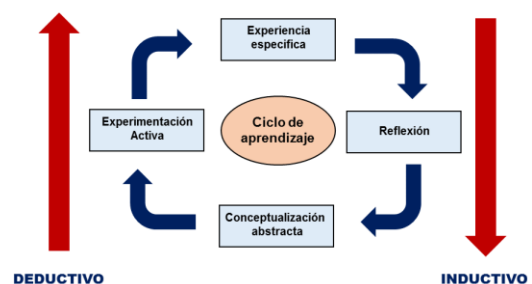 Experiencia
específica
Experimentación
Activa
Ciclo de
aprendizaje
Reflexión
Conceptualización
abstracta
DEDUCTIVO
INDUCTIVO